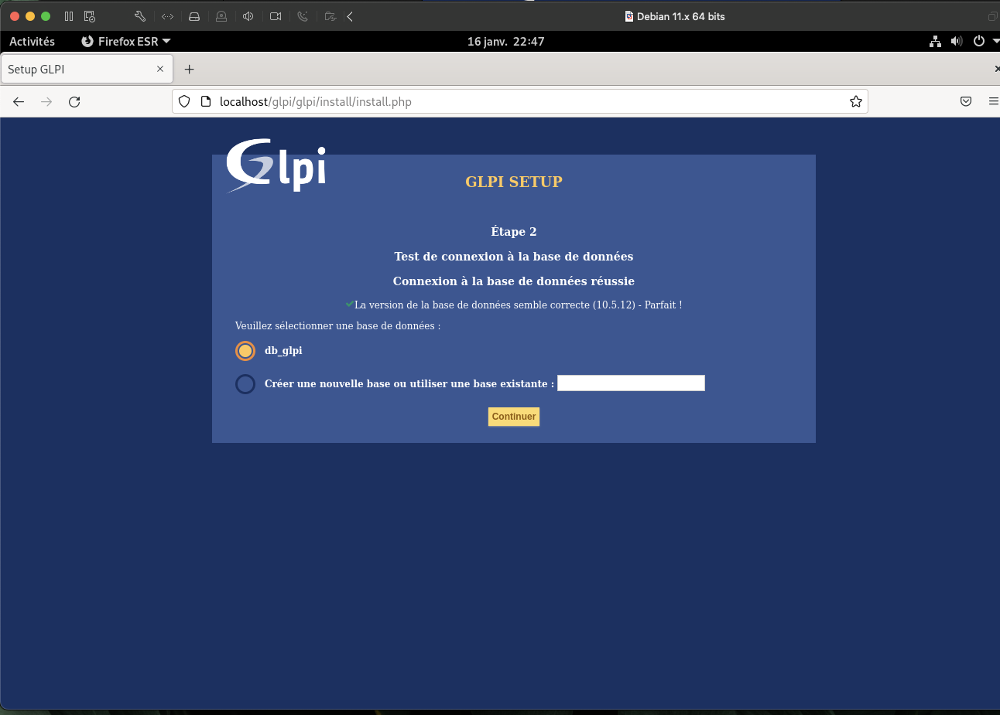 Debian 11.x 64 bits
Activités Firefox ESR 16 janv. 22:47
Setup GLPI
localhost/glpi/glpi/install/install.php
Glpi
GLPI SETUP
Étape 2
Test de connexion à la base de données
Connexion à la base de données réussie
La version de la base de données semble correcte (10.5.12) - Parfait !
Veuillez sélectionner une base de données :
db_glpi
Créer une nouvelle base ou utiliser une base existante :
Continuer